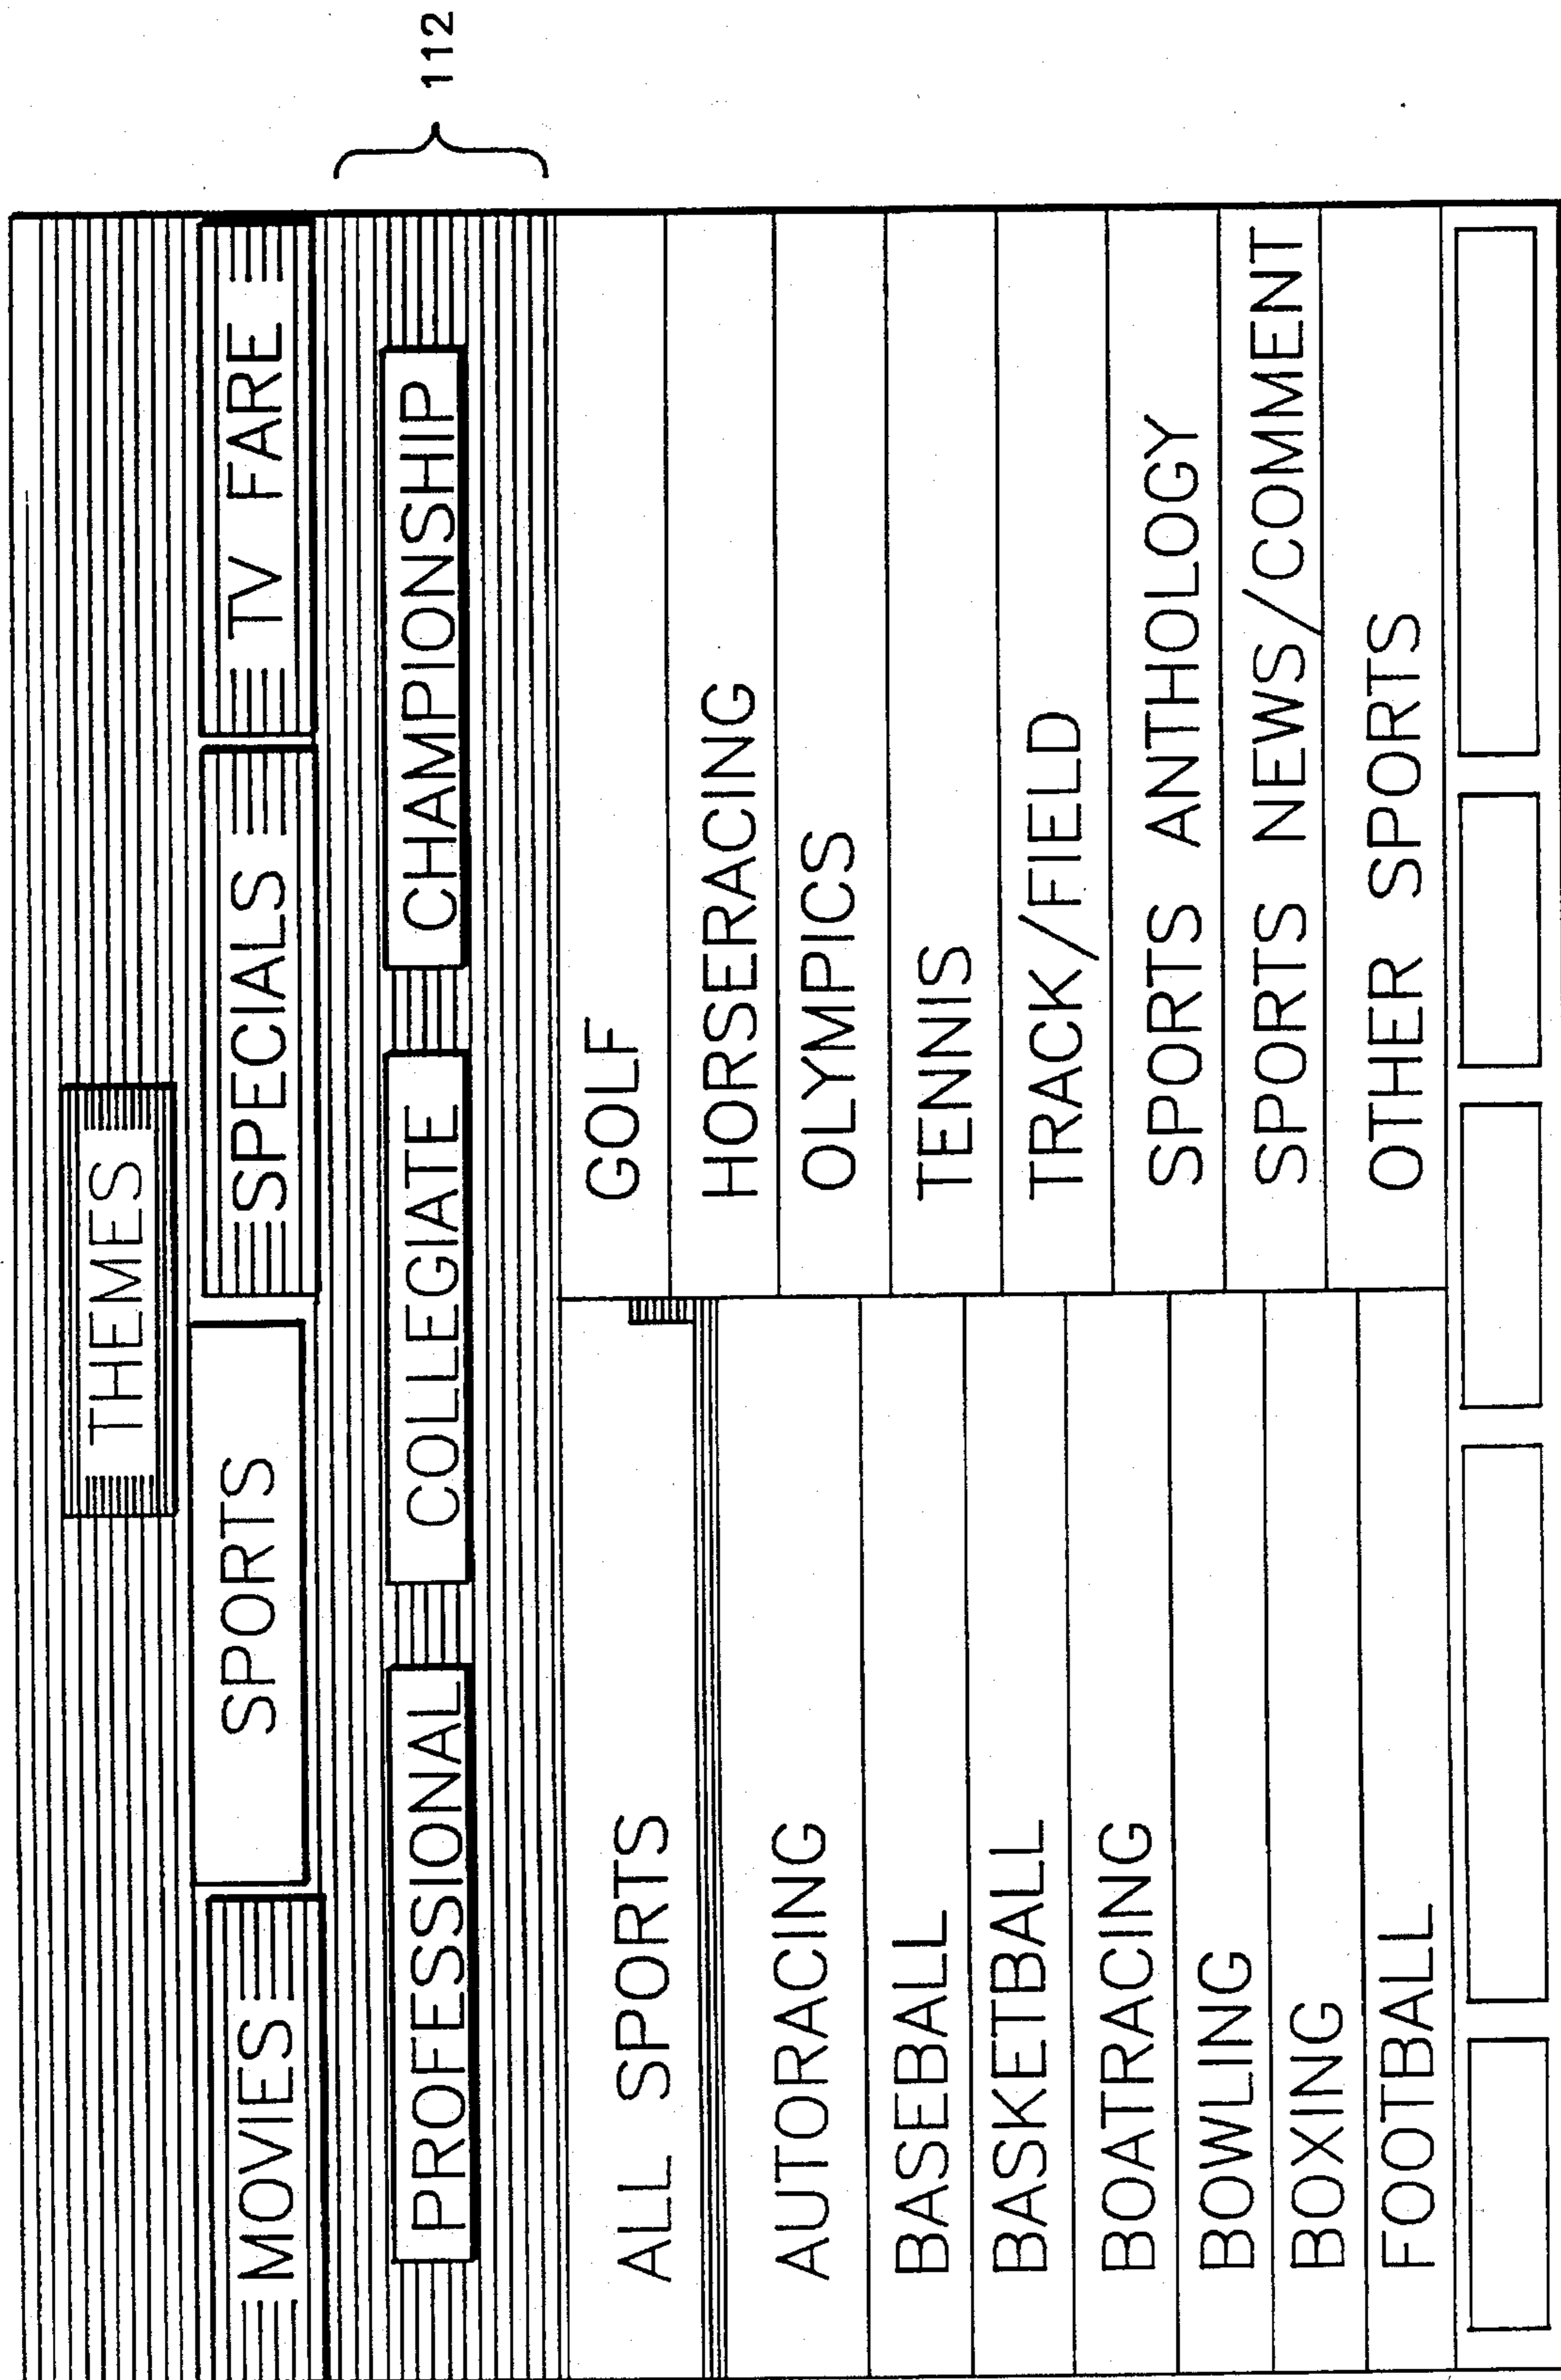 THEMES
MOVIES SPORTS SPECIALS TV FARE
PROFESSIONAL COLLEGIATE CHAMPIONSHIP
112
ALL SPORTS
AUTORACING
BASEBALL
BASKETBALL
BOATRACING
BOWLING
BOXING
FOOTBALL
GOLF
HORSERACING
OLYMPICS
TENNIS
TRACK/FIELD
SPORTS ANTHOLOGY
SPORTS NEWS/COMMENT
OTHER SPORTS